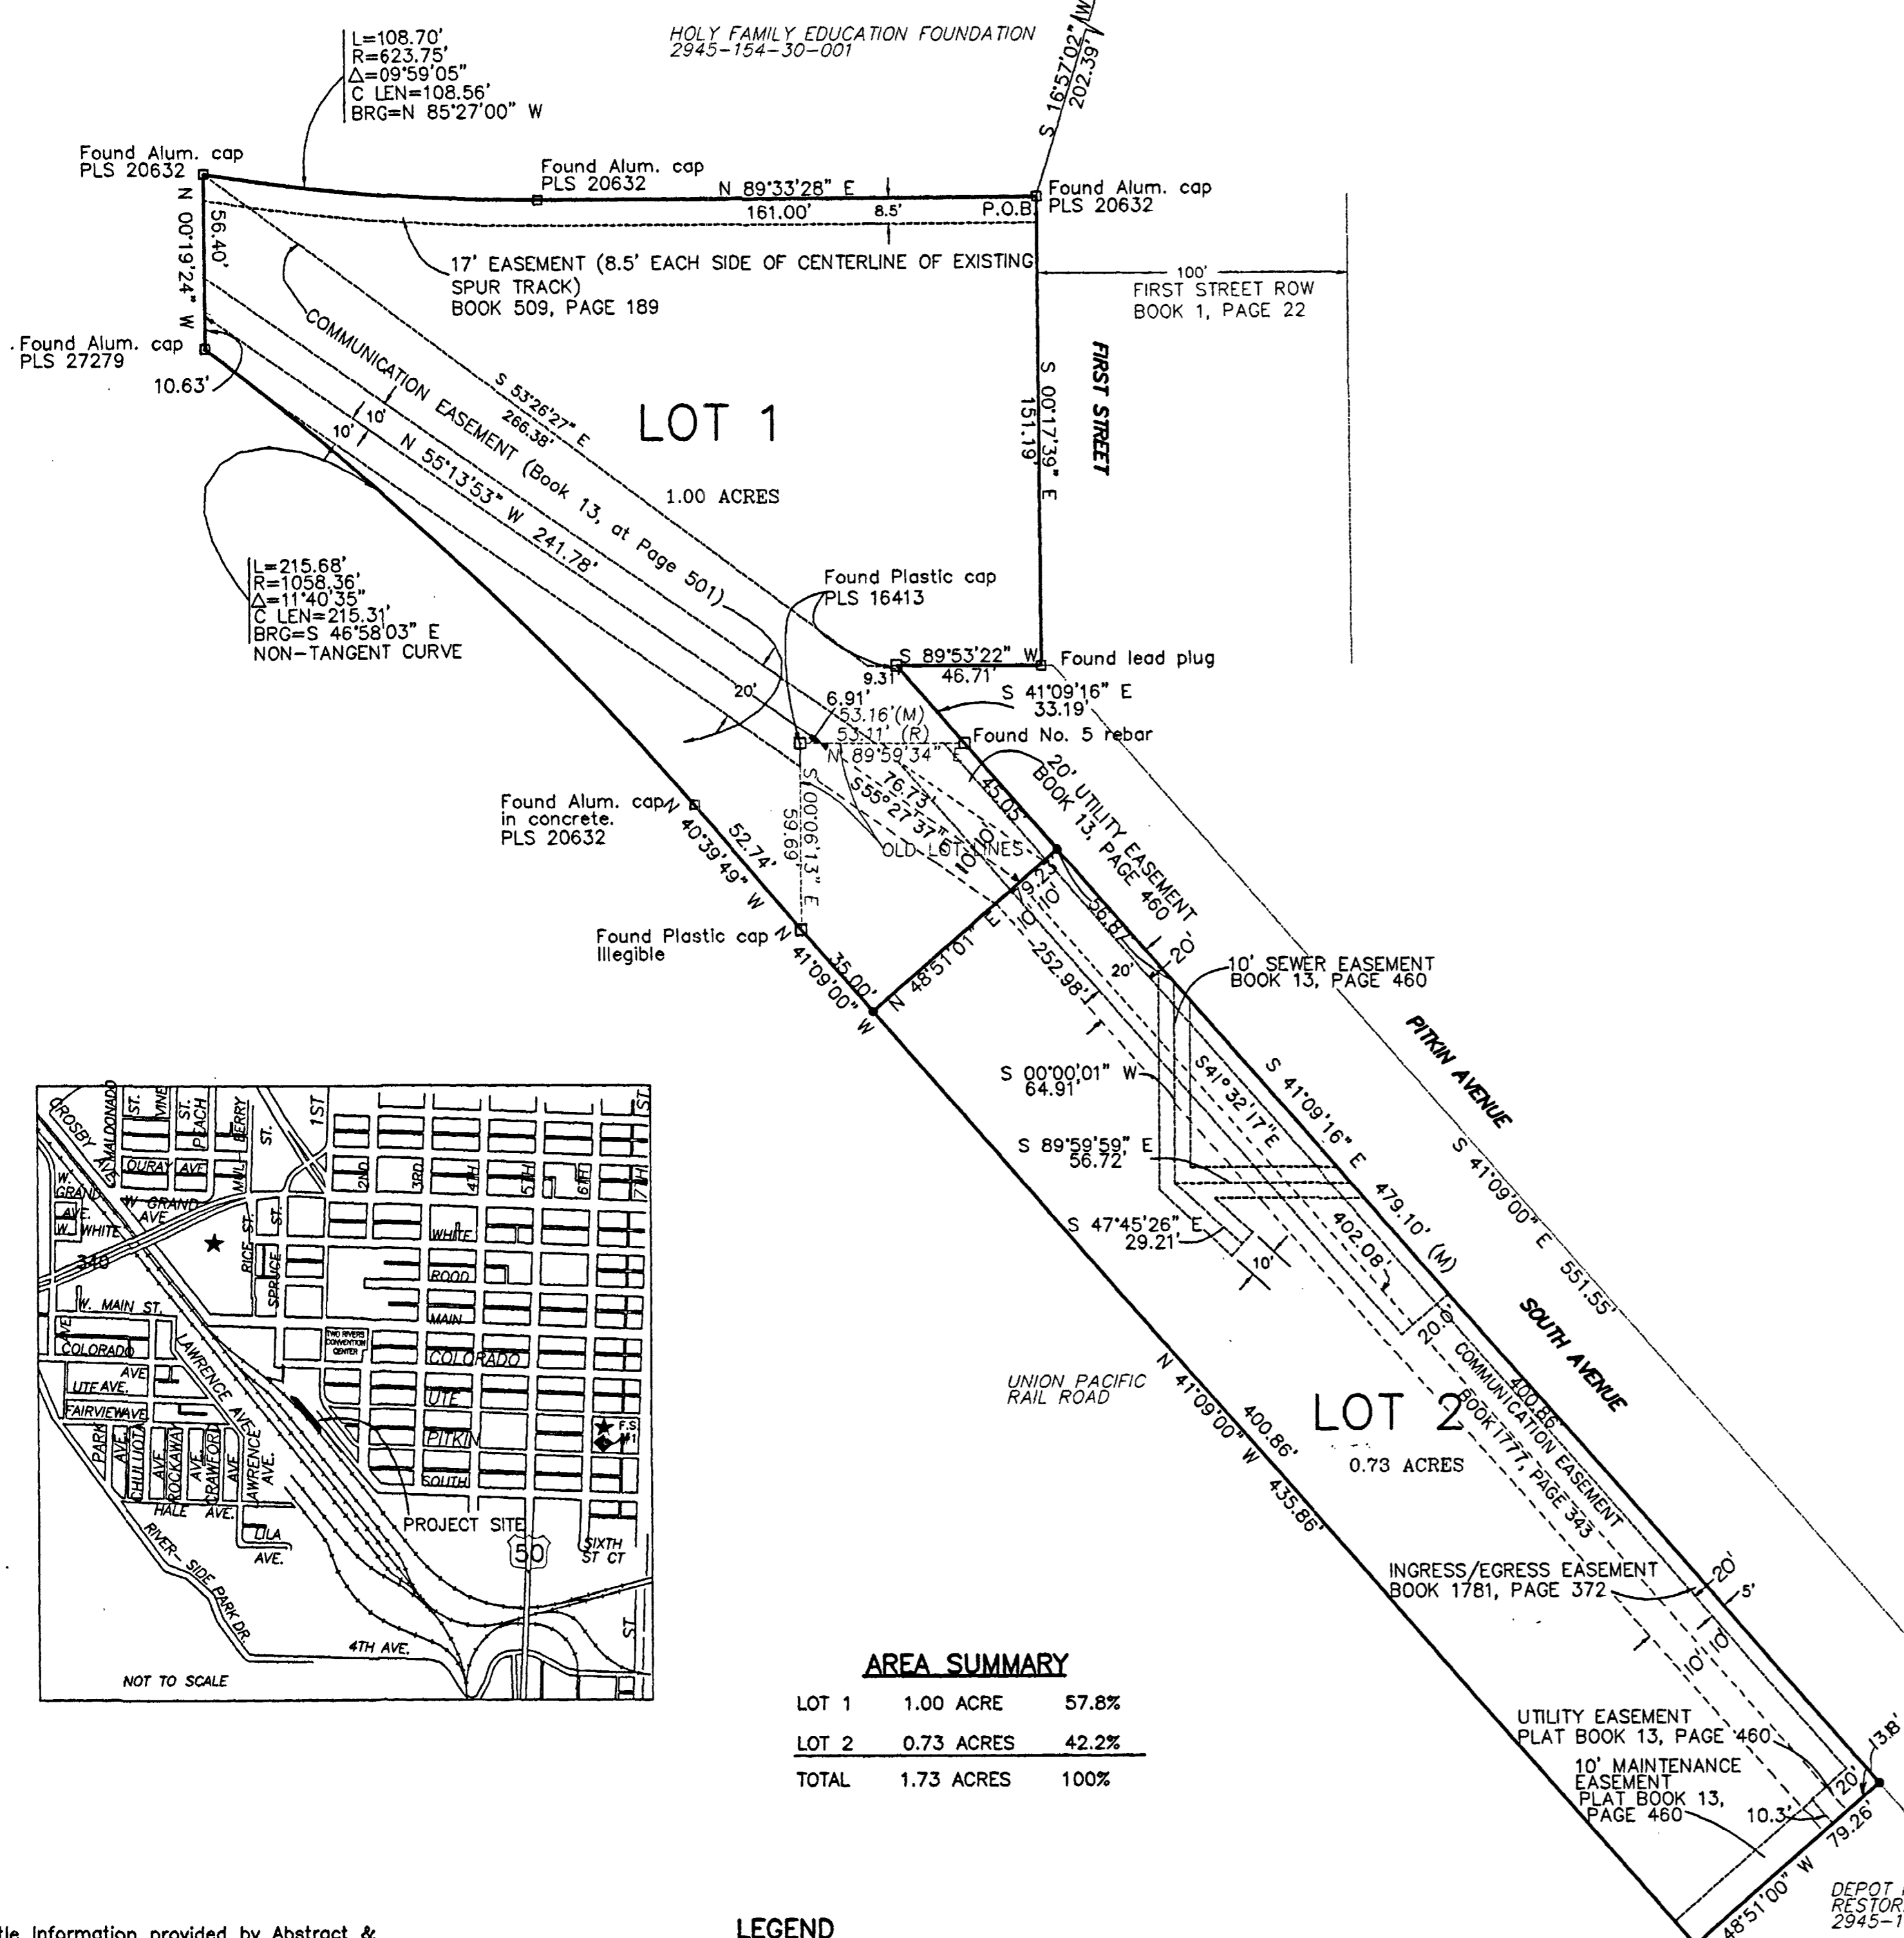 HOLY FAMILY EDUCATION FOUNDATION
2945-154-30-001
S 16°57'02" W
202.39'
L=108.70'
R=623.75'
Δ=09°59'05"
C LEN=108.56'
BRG=N 85°27'00" W
Found Alum. cap
PLS 20632
Found Alum. cap
PLS 20632
N 89°33'28" E
161.00'
8.5'
P.O.B.
Found Alum. cap
PLS 20632
N 00°19'24" W
56.40'
17' EASEMENT (8.5' EACH SIDE OF CENTERLINE OF EXISTING
SPUR TRACK)
BOOK 509, PAGE 189
100'
FIRST STREET ROW
BOOK 1, PAGE 22
Found Alum. cap
PLS 27279
10.63'
COMMUNICATION EASEMENT (Book 13, at Page 501)
S 53°26'27" E
266.38'
10'
10'
N 55°13'53" W 241.78'
LOT 1
1.00 ACRES
S 00°17'39" E
151.19'
FIRST STREET
L=215.68'
R=1058.36'
Δ=11°40'35"
C LEN=215.31'
BRG=S 46°58'03" E
NON-TANGENT CURVE
Found Plastic cap
PLS 16413
S 89°53'22" W
46.71'
9.31'
Found lead plug
S 41°09'16" E
33.19'
20'
6.91'
53.16'(M)
53.11' (R)
N 89°59'34" E
Found No. 5 rebar
76.73'
S55°27'37"E
45.05'
20' UTILITY EASEMENT
BOOK 13, PAGE 460
Found Alum. cap
in concrete.
PLS 20632
N 40°39'49" W
52.74'
S 00°06'13" E
59.69'
OLD LOT LINES
10'
10'
Found Plastic cap
Illegible
N 41°09'00" W
35.00'
N 48°51'01" E
10'
10'
252.98'
56.87'
20'
20'
10' SEWER EASEMENT
BOOK 13, PAGE 460
PITKIN AVENUE
S 00°00'01" W
64.91'
S41°32'17"E
S 41°09'16" E
479.10' (M)
S 89°59'59" E
56.72'
S 41°09'00" E 551.55'
S 47°45'26" E
29.21'
10'
402.08'
20.0'
SOUTH AVENUE
COMMUNICATION EASEMENT
BOOK 1777, PAGE 343
400.86'
UNION PACIFIC
RAIL ROAD
N 41°09'00" W 435.86'
400.86'
LOT 2
0.73 ACRES
INGRESS/EGRESS EASEMENT
BOOK 1781, PAGE 372
20'
5'
10'
10'
UTILITY EASEMENT
PLAT BOOK 13, PAGE 460
13.8'
10' MAINTENANCE
EASEMENT
PLAT BOOK 13,
PAGE 460
20'
10.3'
79.26'
48°51'00" W
DEPOT
RESTOR
2945-1
CROSBY AVE.
MALDONADO
ST.
VINE
ST.
PEACH
MULBERRY
ST.
1ST
ST.
OURAY AVE
W.
GRAND
AVE.
W. GRAND
AVE
W. WHITE
340
RICE ST.
SPRUCE ST.
2ND
3RD
4TH
5TH
6TH
7TH
WHITE
ROOD
MAIN
W. MAIN ST.
TWO RIVERS
CONVENTION
CENTER
COLORADO
COLORADO
AVE
AVE
UTE AVE.
UTE
FAIRVIEW AVE
LAWRENCE AVE
PITKIN
F.S.
#1
SOUTH
PARK
AVE.
CHULUOTA
AVE
ROCKAWAY
AVE.
CRAWFORD
AVE
LAWRENCE
AVE.
HALE AVE.
LILA
AVE.
PROJECT SITE
50
SIXTH
ST CT
RIVER-SIDE PARK DR.
4TH AVE.
ST.
NOT TO SCALE
AREA SUMMARY
LOT 1 1.00 ACRE 57.8%
LOT 2 0.73 ACRES 42.2%
TOTAL 1.73 ACRES 100%
tle Information provided by Abstract &
LEGEND